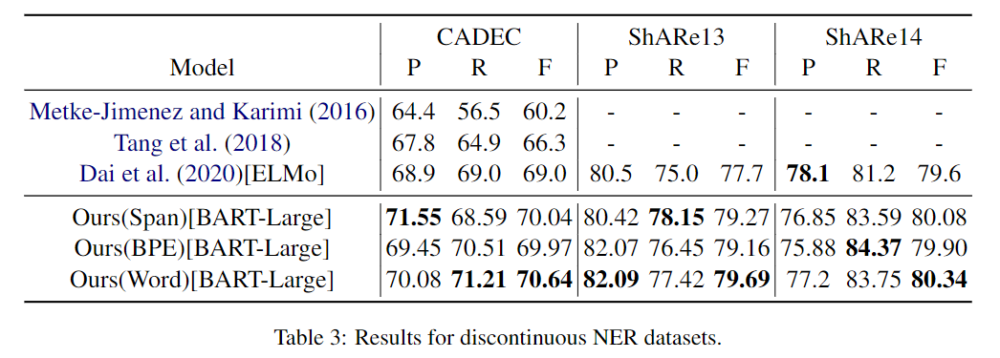 CADEC ShARe13 ShARe14
Model P R F P R F P R F
Metke-Jimenez and Karimi (2016) 64.4 56.5 60.2 - - - - - -
Tang et al. (2018) 67.8 64.9 66.3 - - - - - -
Dai et al. (2020)[ELMo] 68.9 69.0 69.0 80.5 75.0 77.7 78.1 81.2 79.6
Ours(Span)[BART-Large] 71.55 68.59 70.04 80.42 78.15 79.27 76.85 83.59 80.08
Ours(BPE)[BART-Large] 69.45 70.51 69.97 82.07 76.45 79.16 75.88 84.37 79.90
Ours(Word)[BART-Large] 70.08 71.21 70.64 82.09 77.42 79.69 77.2 83.75 80.34
Table 3: Results for discontinuous NER datasets.